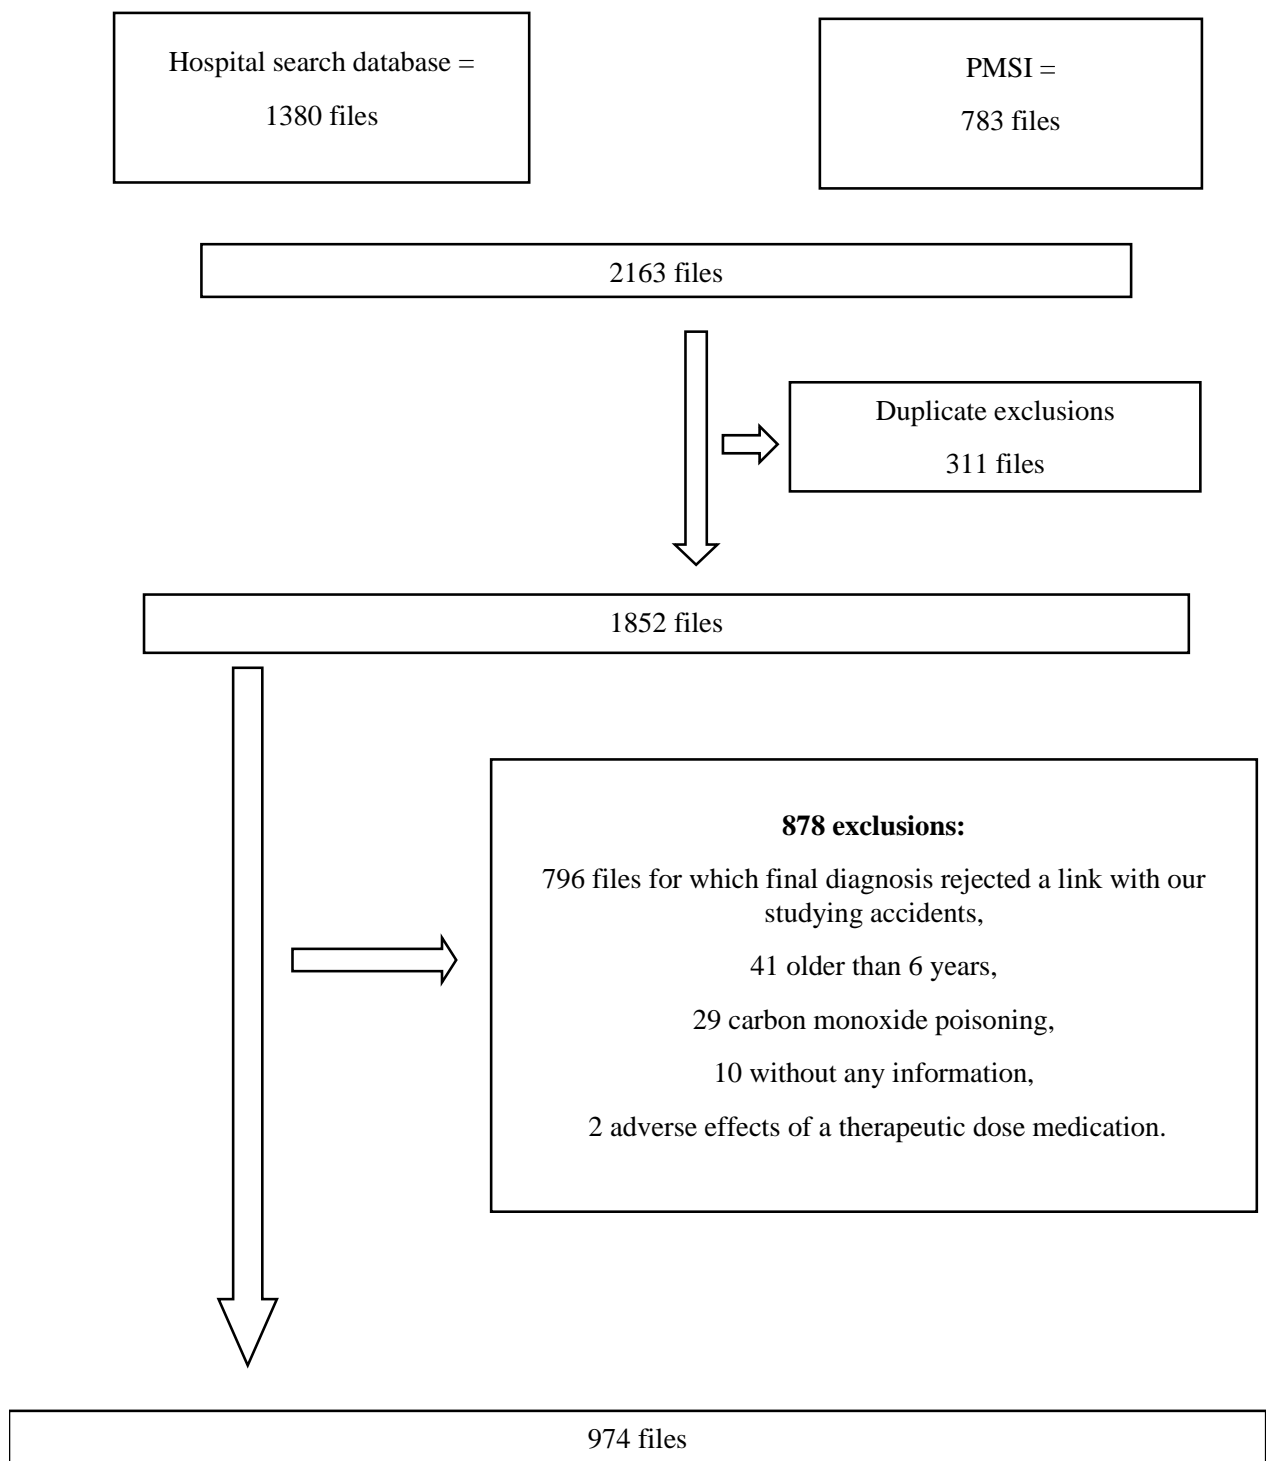 Hospital search database =
1380 files
PMSI =
783 files
2163 files
Duplicate exclusions
311 files
1852 files
878 exclusions:
796 files for which final diagnosis rejected a link with our
studying accidents,
41 older than 6 years,
29 carbon monoxide poisoning,
10 without any information,
2 adverse effects of a therapeutic dose medication.
974 files